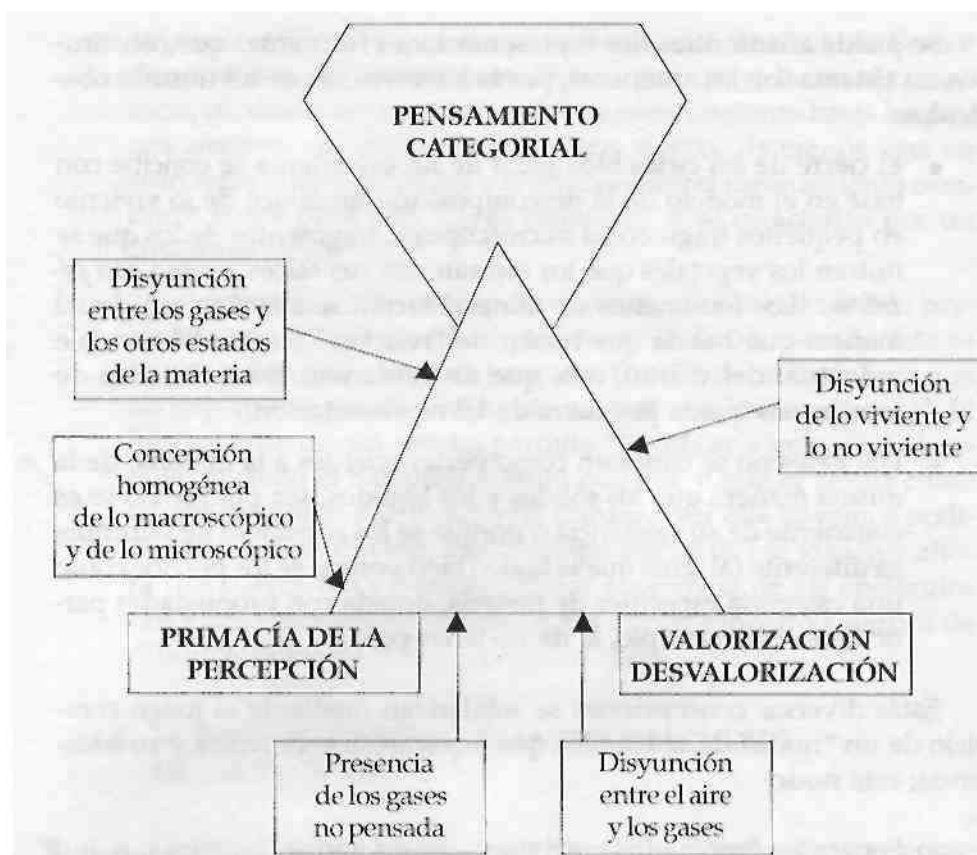 PENSAMIENTO
CATEGORIAL
Disyunción
entre los gases y
los otros estados
de la materia
Disyunción
de lo viviente y
lo no viviente
Concepción
homogénea
de lo macroscópico
y de lo microscópico
PRIMACÍA DE LA
PERCEPCIÓN
VALORIZACIÓN
DESVALORIZACIÓN
Presencia
de los gases
no pensada
Disyunción
entre el aire
y los gases